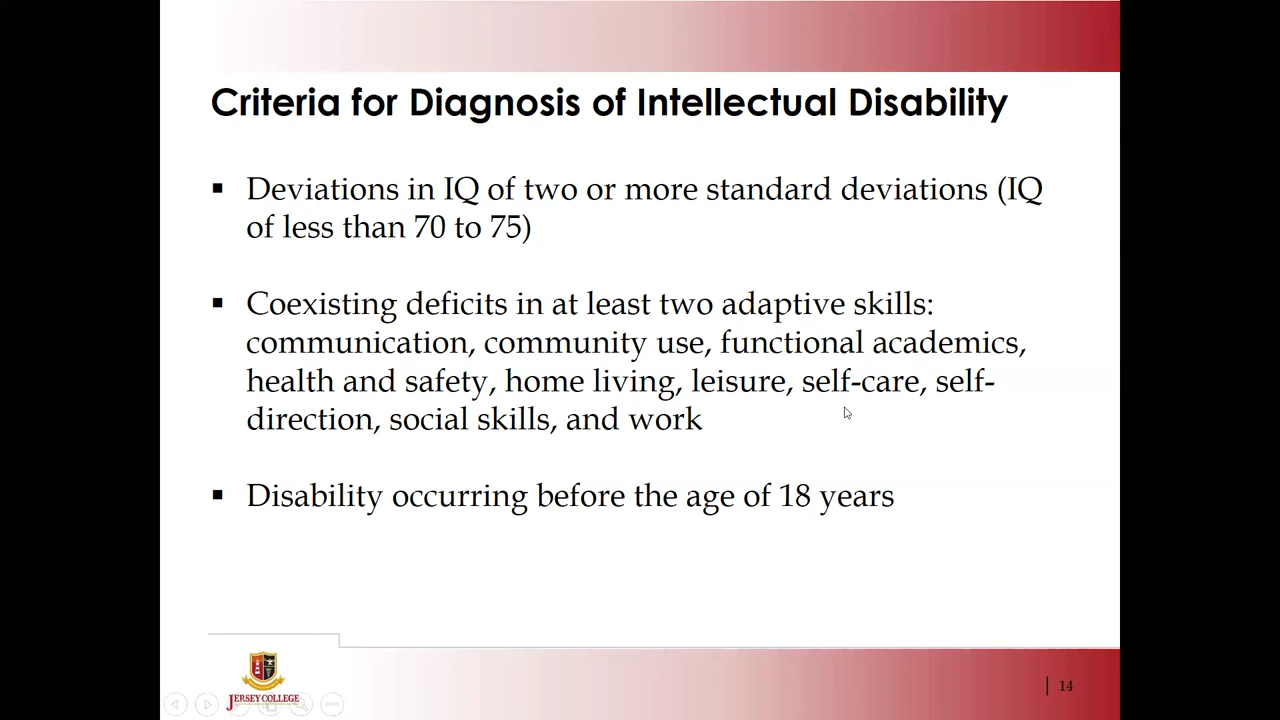 Criteria for Diagnosis of Intellectual Disability
▪ Deviations in IQ of two or more standard deviations (IQ
of less than 70 to 75)
▪ Coexisting deficits in at least two adaptive skills:
communication, community use, functional academics,
health and safety, home living, leisure, self-care, self-
direction, social skills, and work
▪ Disability occurring before the age of 18 years
JERSEY COLLEGE
| 14